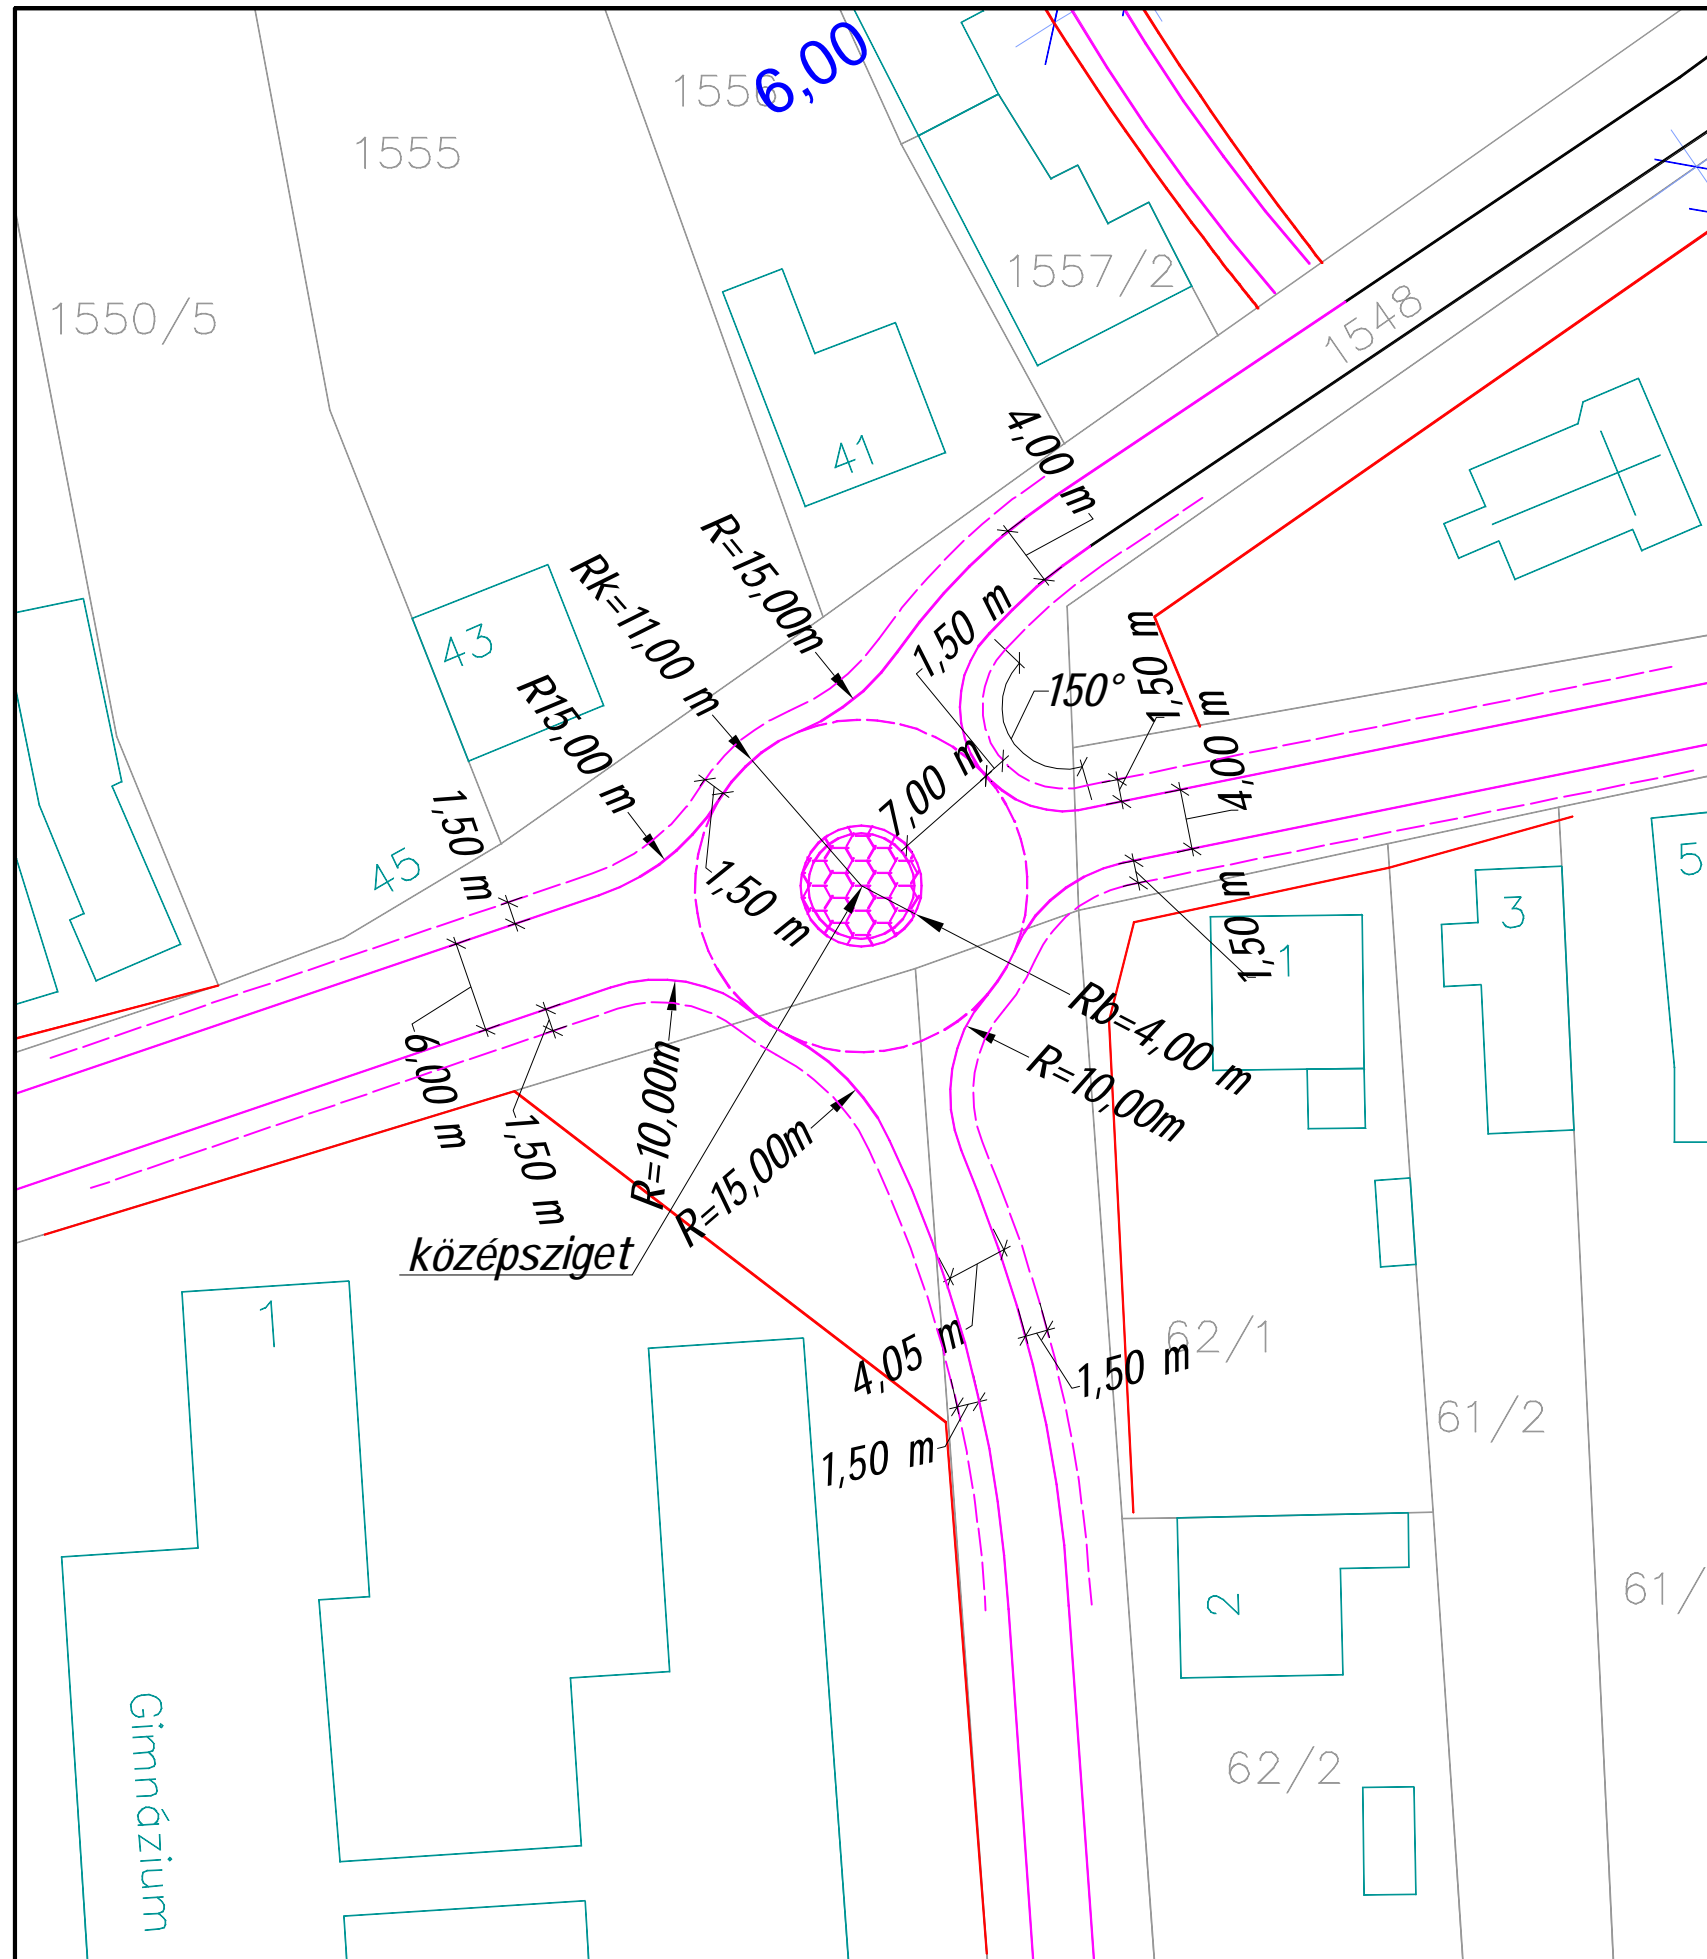 6,00
1556
1555
1557/2
1550/5
1548
41
4,00 m
R=15,00m
Rk=11,00 m
43
1,50 m
150°
1,50 m
R15,00 m
4,00 m
7,00 m
1,50 m
45
1,50 m
5
3
1
1,50 m
Rb=4,00 m
R=10,00m
6,00 m
1,50 m
R=10,00m
R=15,00m
középsziget
1
62/1
4,05 m
1,50 m
61/2
1,50 m
2
61/
62/2
Gimnázium